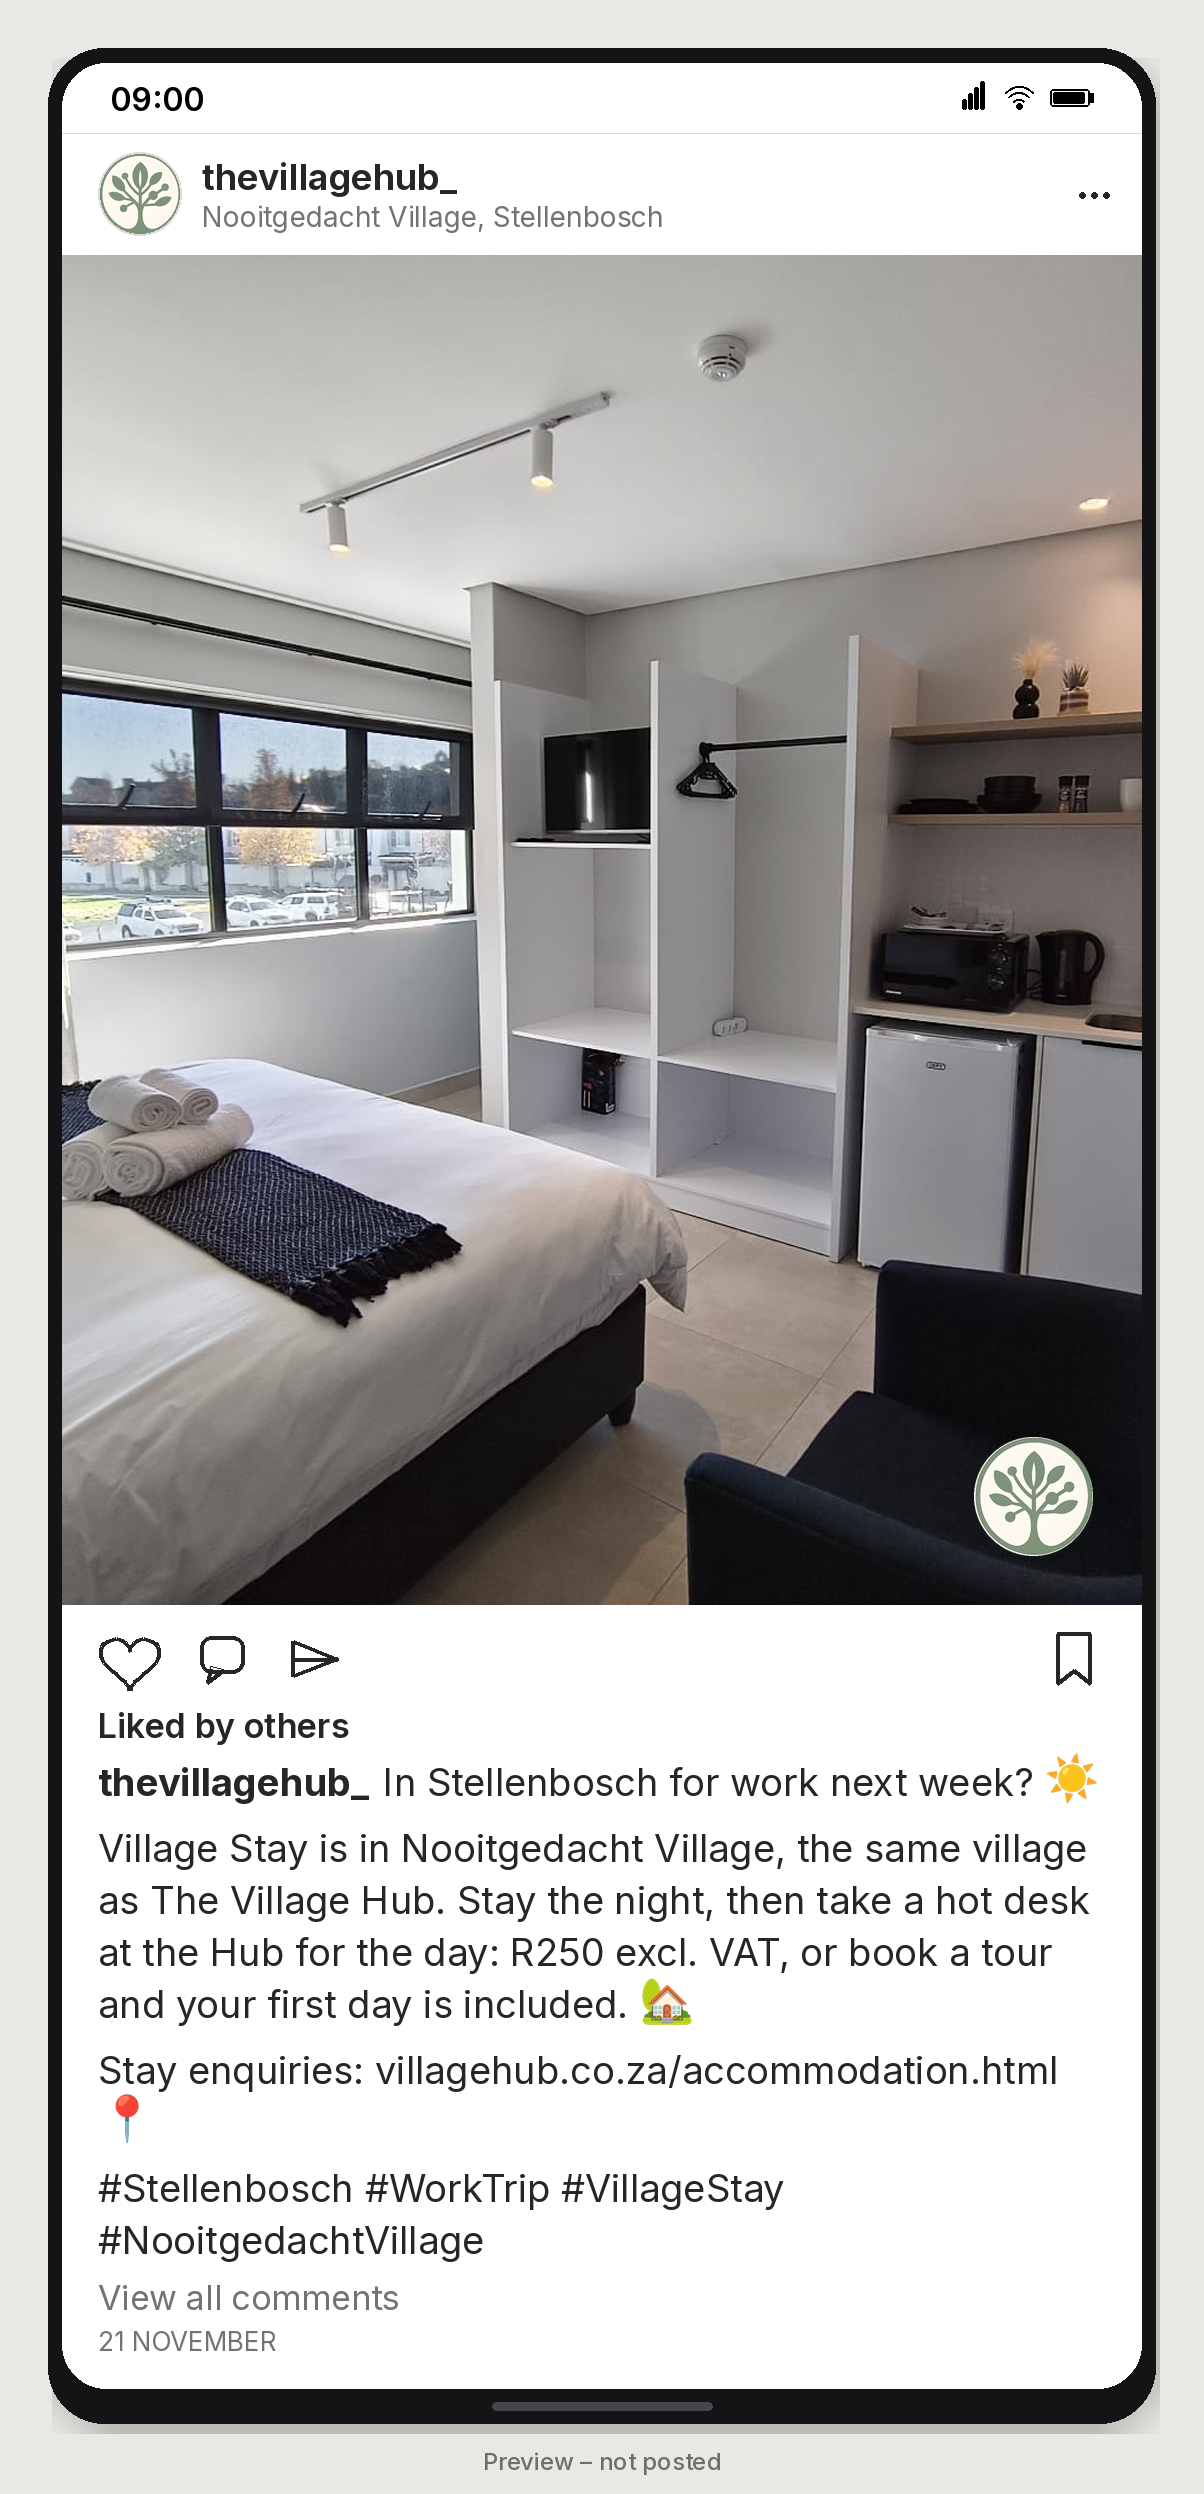 09:00
thevillagehub_
Nooitgedacht Village, Stellenbosch
Liked by others
thevillagehub_ In Stellenbosch for work next week? ☀️
Village Stay is in Nooitgedacht Village, the same village
as The Village Hub. Stay the night, then take a hot desk
at the Hub for the day: R250 excl. VAT, or book a tour
and your first day is included. 🏡
Stay enquiries: villagehub.co.za/accommodation.html
📍
#Stellenbosch #WorkTrip #VillageStay
#NooitgedachtVillage
View all comments
21 NOVEMBER
Preview – not posted